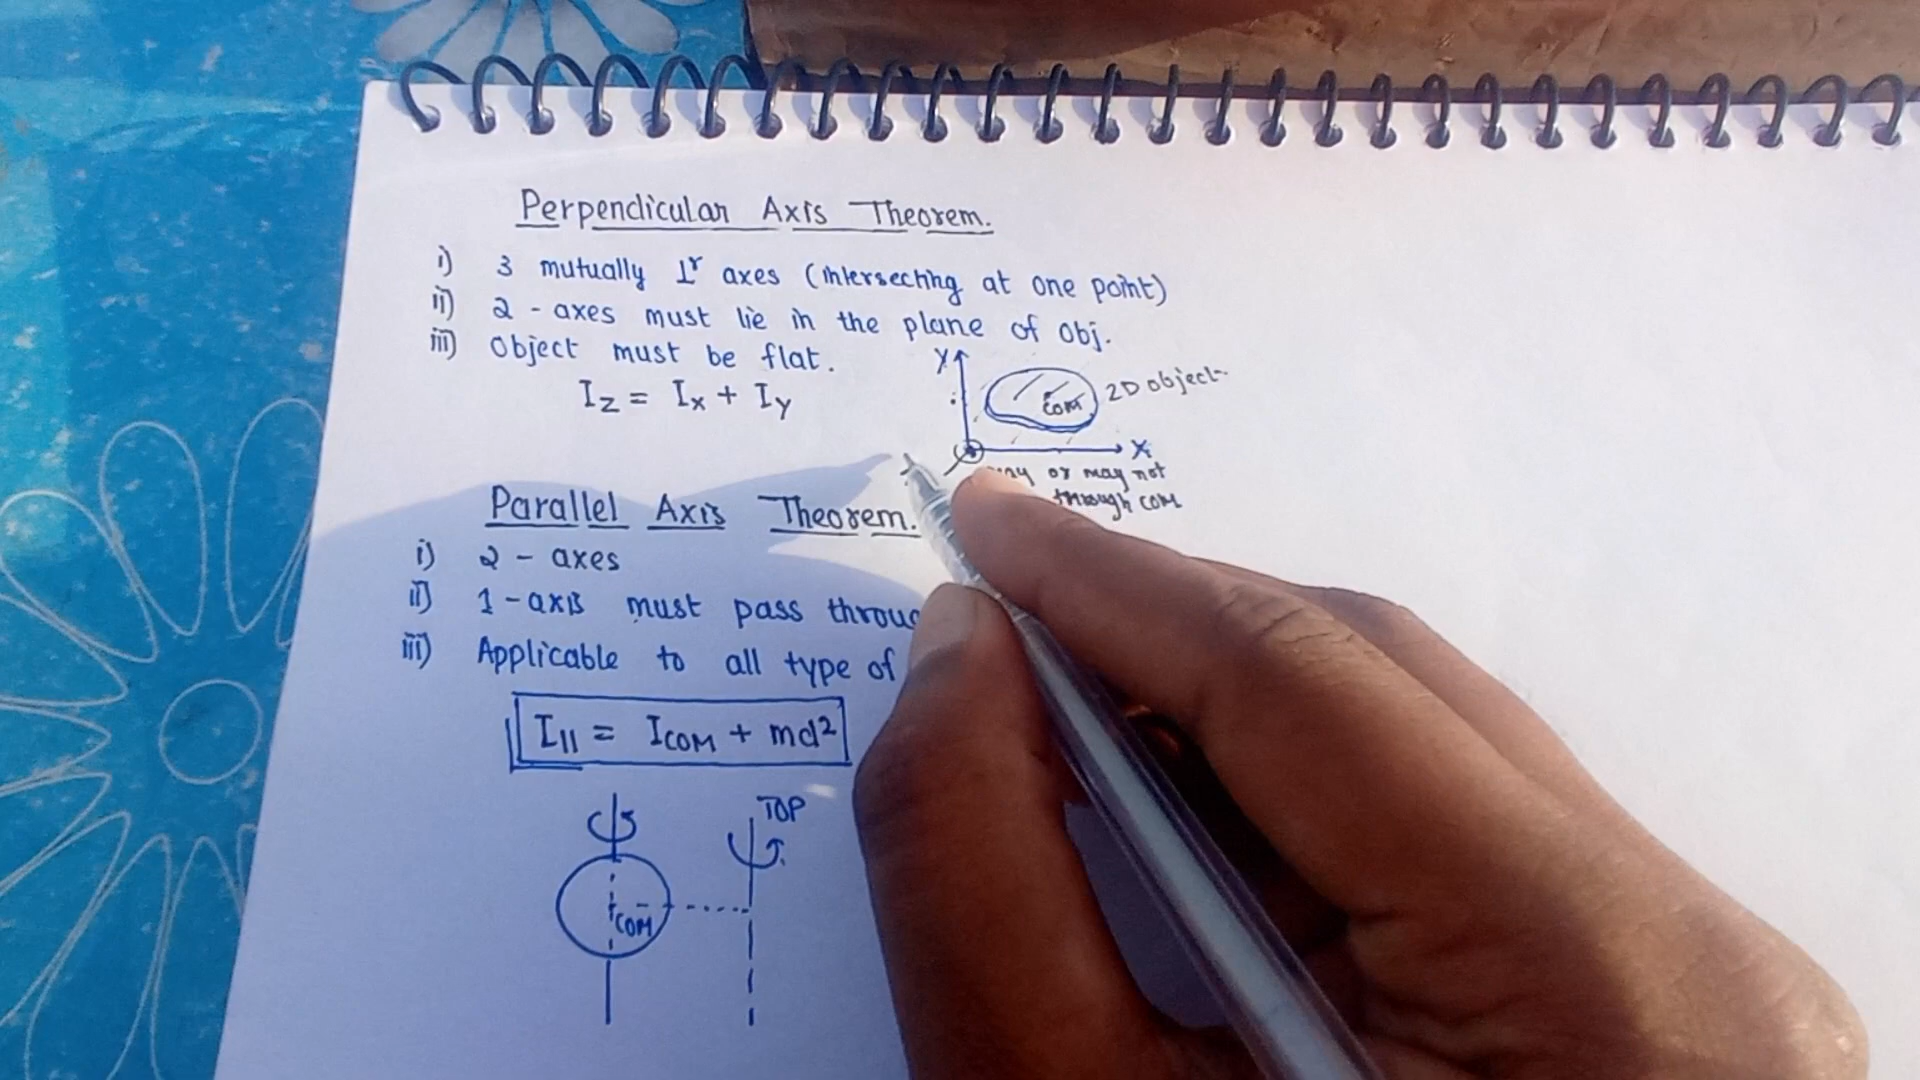 Perpendicular Axis Theorem.
i) 3 mutually ⊥r axes (intersecting at one point)
ii) 2 - axes must lie in the plane of obj.
iii) Object must be flat.
Iz = Ix + Iy
Y
COM
2D object
X
may or may not
through COM
Parallel Axis Theorem.
i) 2 - axes
ii) 1 - axis must pass
iii) Applicable to all type of
I|| = ICOM + md²
TOP
COM